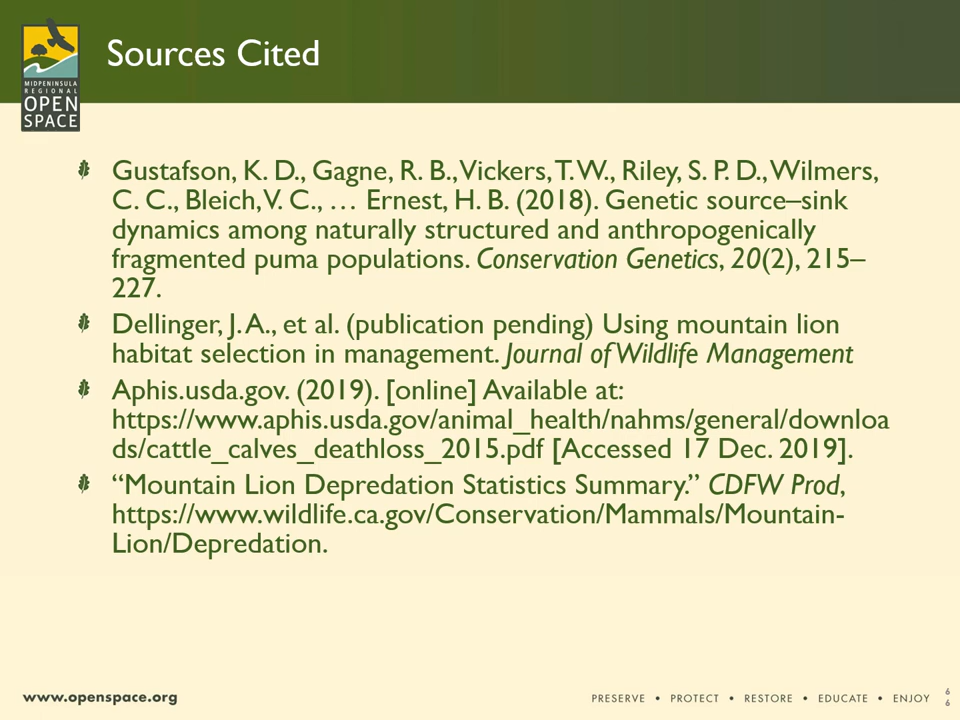 Sources Cited
MIDPENINSULA
REGIONAL
OPEN
SPACE
Gustafson, K. D., Gagne, R. B., Vickers, T. W., Riley, S. P. D., Wilmers,
C. C., Bleich, V. C., … Ernest, H. B. (2018). Genetic source–sink
dynamics among naturally structured and anthropogenically
fragmented puma populations. Conservation Genetics, 20(2), 215–
227.
Dellinger, J. A., et al. (publication pending) Using mountain lion
habitat selection in management. Journal of Wildlife Management
Aphis.usda.gov. (2019). [online] Available at:
https://www.aphis.usda.gov/animal_health/nahms/general/downloa
ds/cattle_calves_deathloss_2015.pdf [Accessed 17 Dec. 2019].
“Mountain Lion Depredation Statistics Summary.” CDFW Prod,
https://www.wildlife.ca.gov/Conservation/Mammals/Mountain-
Lion/Depredation.
www.openspace.org
PRESERVE • PROTECT • RESTORE • EDUCATE • ENJOY
6
6